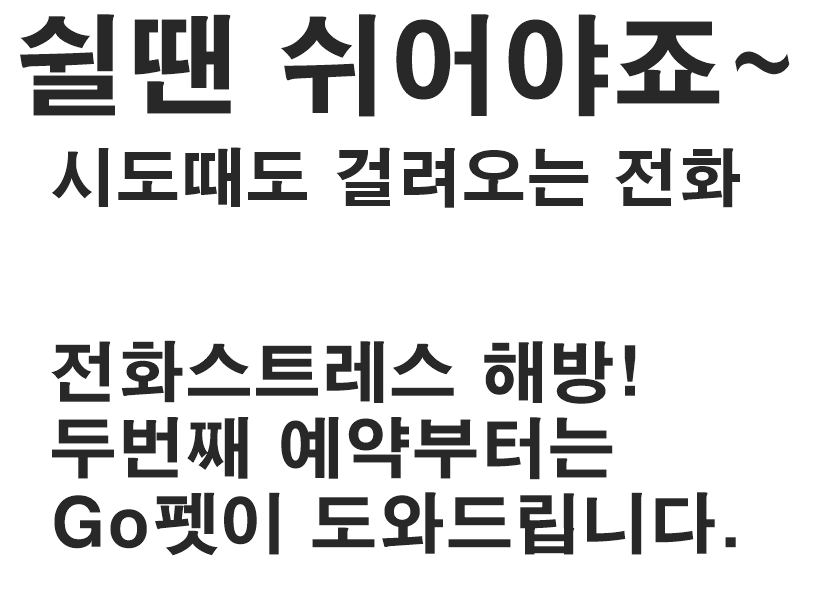 쉴땐 쉬어야죠~
시도때도 걸려오는 전화
전화스트레스 해방!
두번째 예약부터는
Go펫이 도와드립니다.